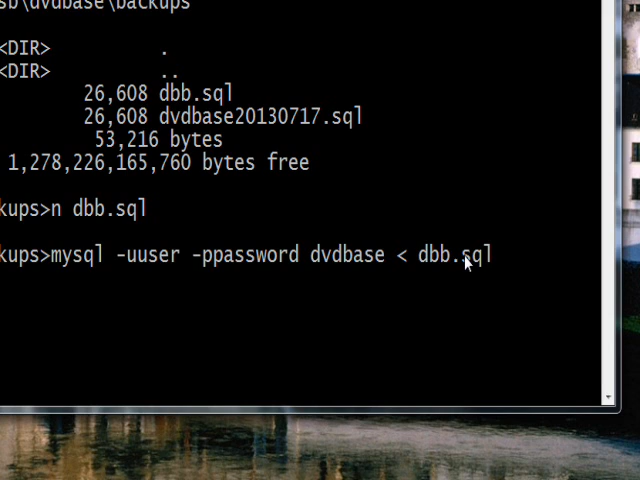 sb\dvdbase\backups
<DIR> .
<DIR> ..
26,608 dbb.sql
26,608 dvdbase20130717.sql
53,216 bytes
1,278,226,165,760 bytes free
kups>n dbb.sql
kups>mysql -uuser -ppassword dvdbase < dbb.sql